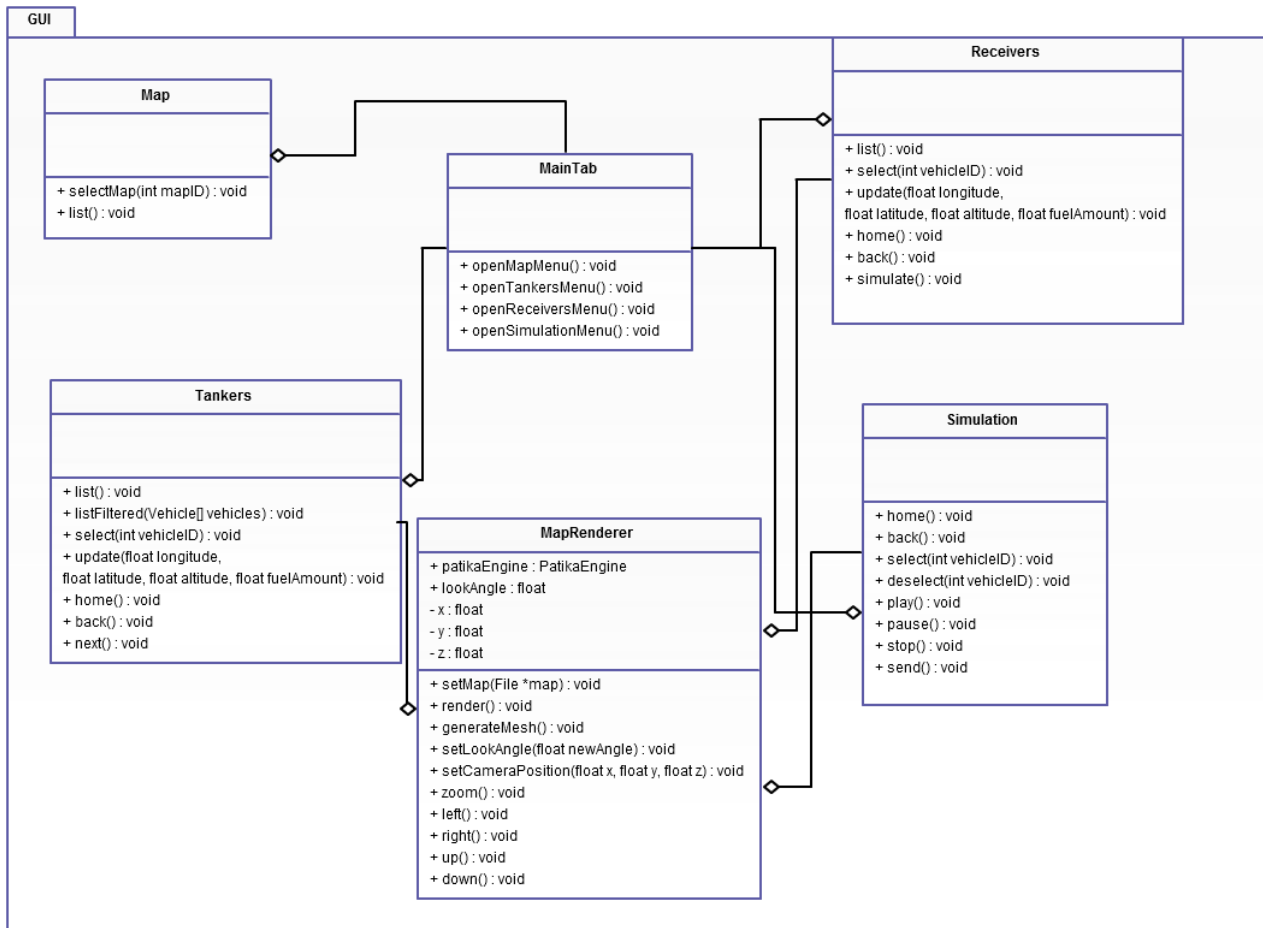 GUI
Map
+ selectMap(int mapID) : void
+ list() : void
MainTab
+ openMapMenu() : void
+ openTankersMenu() : void
+ openReceiversMenu() : void
+ openSimulationMenu() : void
Receivers
+ list() : void
+ select(int vehicleID) : void
+ update(float longitude,
float latitude, float altitude, float fuelAmount) : void
+ home() : void
+ back() : void
+ simulate() : void
Tankers
+ list() : void
+ listFiltered(Vehicle[] vehicles) : void
+ select(int vehicleID) : void
+ update(float longitude,
float latitude, float altitude, float fuelAmount) : void
+ home() : void
+ back() : void
+ next() : void
MapRenderer
+ patikaEngine : PatikaEngine
+ lookAngle : float
- x : float
- y : float
- z : float
+ setMap(File *map) : void
+ render() : void
+ generateMesh() : void
+ setLookAngle(float newAngle) : void
+ setCameraPosition(float x, float y, float z) : void
+ zoom() : void
+ left() : void
+ right() : void
+ up() : void
+ down() : void
Simulation
+ home() : void
+ back() : void
+ select(int vehicleID) : void
+ deselect(int vehicleID) : void
+ play() : void
+ pause() : void
+ stop() : void
+ send() : void